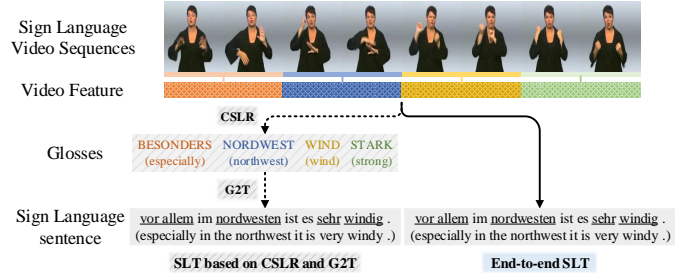 Sign Language
Video Sequences
Video Feature
CSLR
Glosses
BESONDERS NORDWEST WIND STARK
(especially) (northwest) (wind) (strong)
G2T
Sign Language
sentence
vor allem im nordwesten ist es sehr windig .
(especially in the northwest it is very windy .)
vor allem im nordwesten ist es sehr windig .
(especially in the northwest it is very windy .)
SLT based on CSLR and G2T
End-to-end SLT